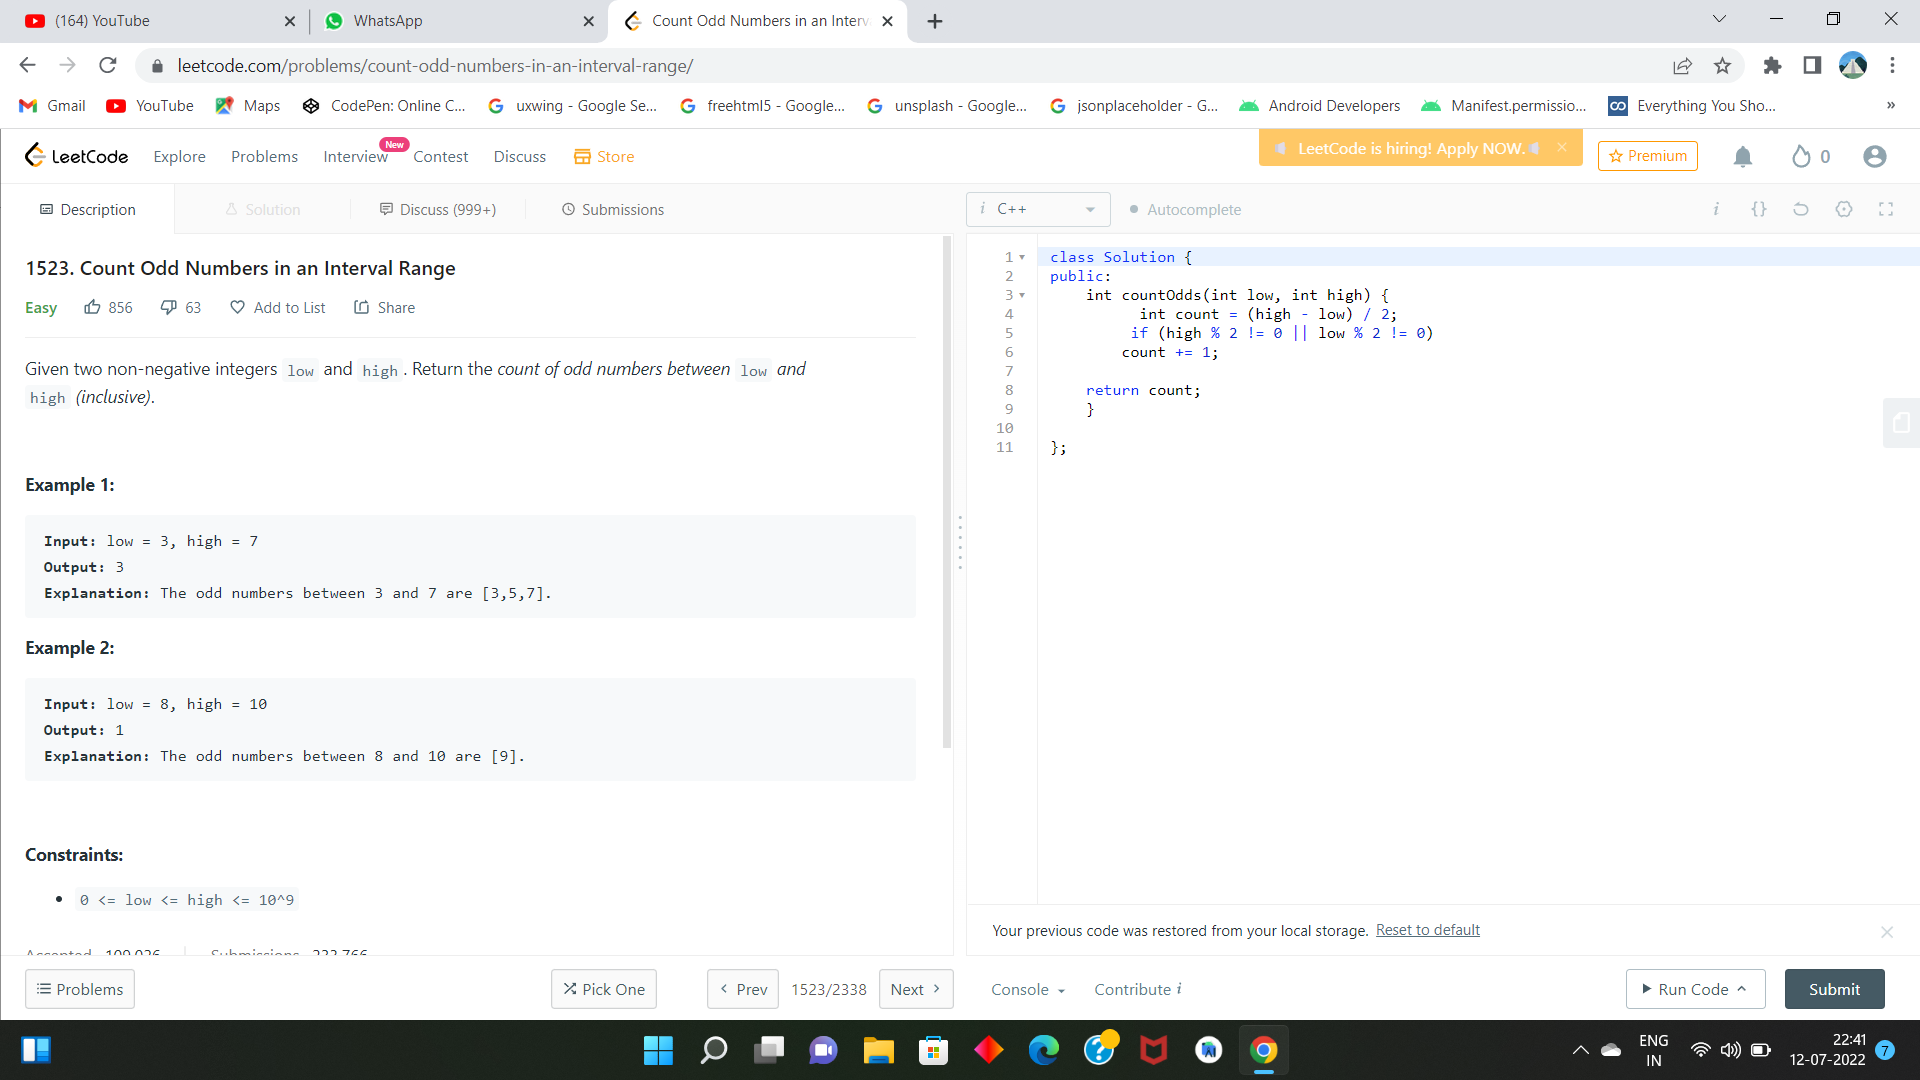 (164) YouTube
WhatsApp
Count Odd Numbers in an Interv
leetcode.com/problems/count-odd-numbers-in-an-interval-range/
Gmail
YouTube
Maps
CodePen: Online C...
uxwing - Google Se...
freehtml5 - Google...
unsplash - Google...
jsonplaceholder - G...
Android Developers
Manifest.permissio...
Everything You Sho...
»
LeetCode
Explore
Problems
Interview
New
Contest
Discuss
Store
LeetCode is hiring! Apply NOW.
Premium
0
Description
Solution
Discuss (999+)
Submissions
i C++
Autocomplete
i
{}
1523. Count Odd Numbers in an Interval Range
Easy
856
63
Add to List
Share
Given two non-negative integers low and high. Return the count of odd numbers between low and
high (inclusive).
Example 1:
Input: low = 3, high = 7
Output: 3
Explanation: The odd numbers between 3 and 7 are [3,5,7].
Example 2:
Input: low = 8, high = 10
Output: 1
Explanation: The odd numbers between 8 and 10 are [9].
Constraints:
0 <= low <= high <= 10^9
Accepted 109,026
Submissions 233,766
1 class Solution {
2 public:
3 int countOdds(int low, int high) {
4 int count = (high - low) / 2;
5 if (high % 2 != 0 || low % 2 != 0)
6 count += 1;
7
8 return count;
9 }
10
11 };
Your previous code was restored from your local storage. Reset to default
Problems
Pick One
Prev
1523/2338
Next
Console
Contribute i
Run Code
Submit
ENG
IN
22:41
12-07-2022
7